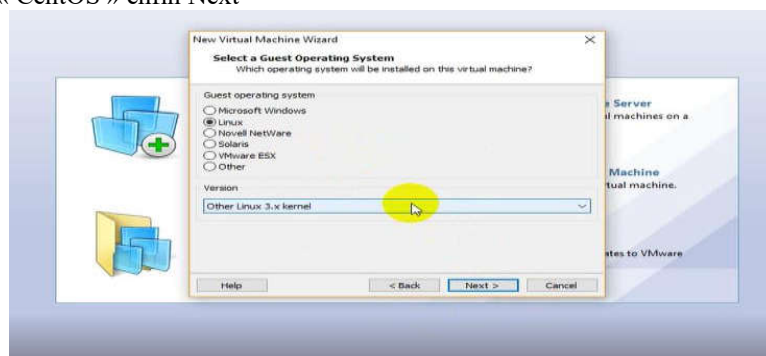 « CentOS » enfin Next
New Virtual Machine Wizard
Select a Guest Operating System
Which operating system will be installed on this virtual machine?
Guest operating system
Microsoft Windows
Linux
Novell NetWare
Solaris
VMware ESX
Other
Version
Other Linux 3.x kernel
Help
< Back
Next >
Cancel
Server
machines on a
Machine
tual machine.
ates to VMware